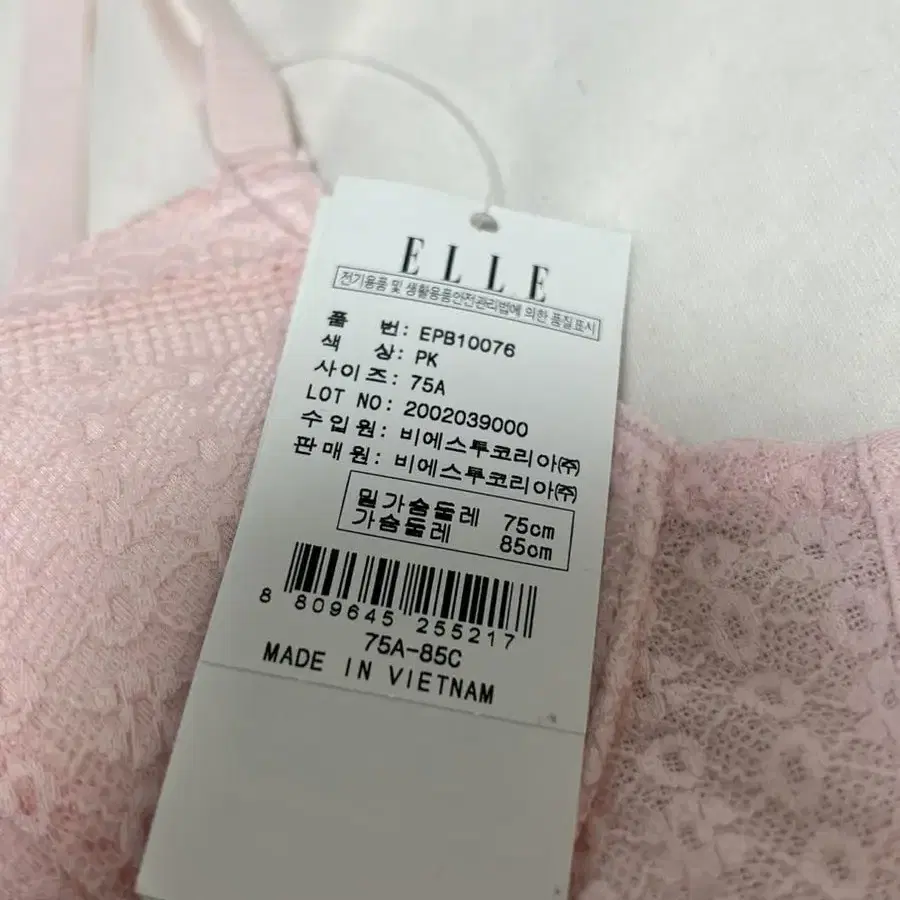 ELLE
전기용품 및 생활용품안전관리법에 의한 품질표시
품 번: EPB10076
색 상: PK
사이즈: 75A
LOT NO: 2002039000
수입원: 비에스투코리아㈜
판매원: 비에스투코리아㈜
밑가슴둘레 75cm
가슴둘레 85cm
8 809645 255217
75A-85C
MADE IN VIETNAM